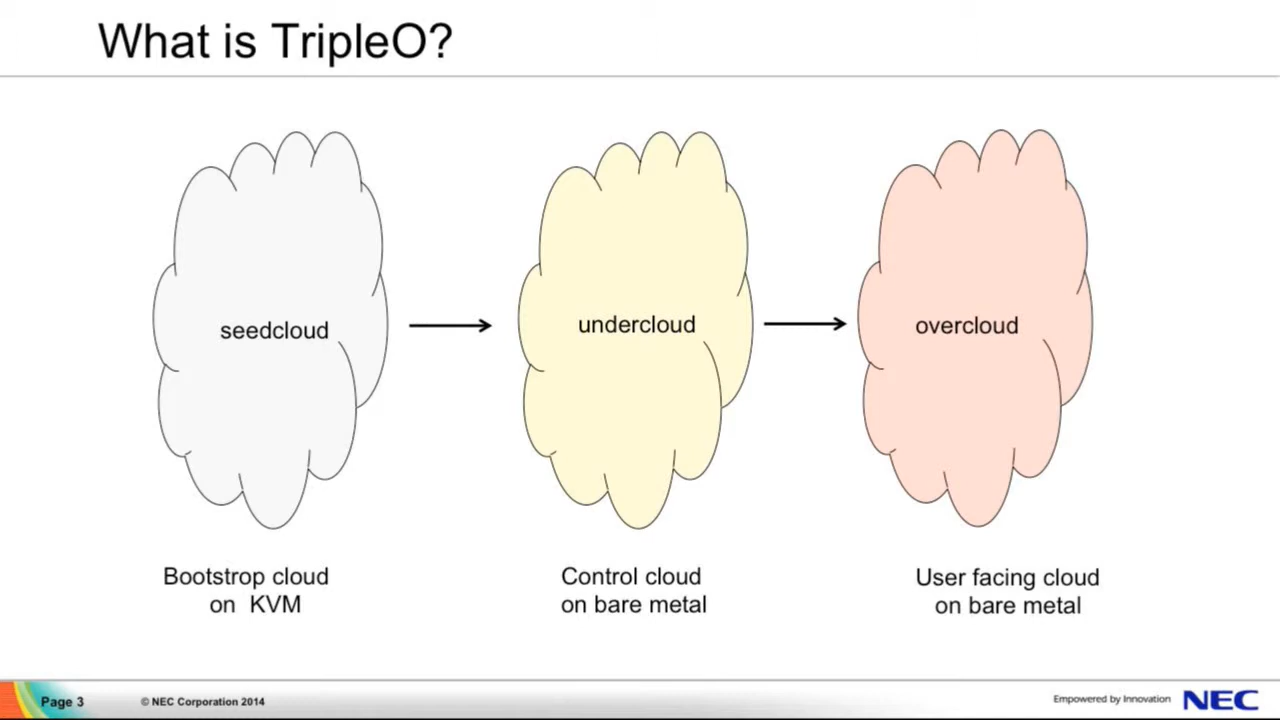 What is TripleO?
seedcloud
undercloud
overcloud
Bootstrop cloud
on KVM
Control cloud
on bare metal
User facing cloud
on bare metal
Page 3
© NEC Corporation 2014
Empowered by Innovation
NEC